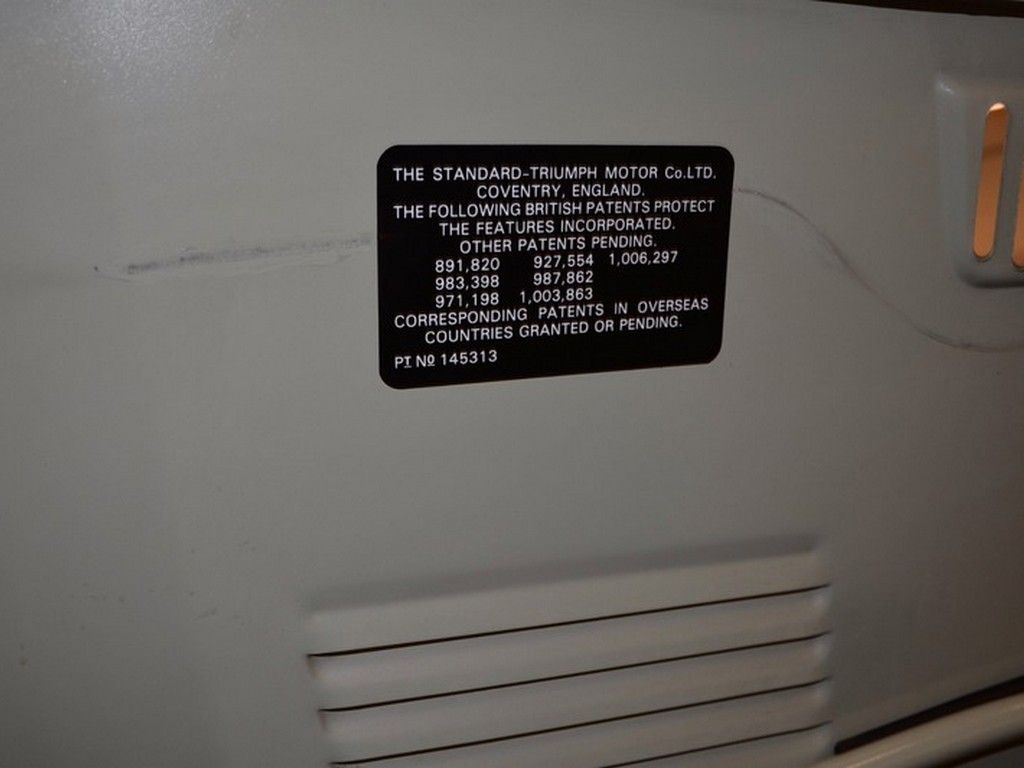 THE STANDARD-TRIUMPH MOTOR Co.LTD.
COVENTRY, ENGLAND.
THE FOLLOWING BRITISH PATENTS PROTECT
THE FEATURES INCORPORATED.
OTHER PATENTS PENDING.
891,820 927,554 1,006,297
983,398 987,862
971,198 1,003,863
CORRESPONDING PATENTS IN OVERSEAS
COUNTRIES GRANTED OR PENDING.
PT No 145313